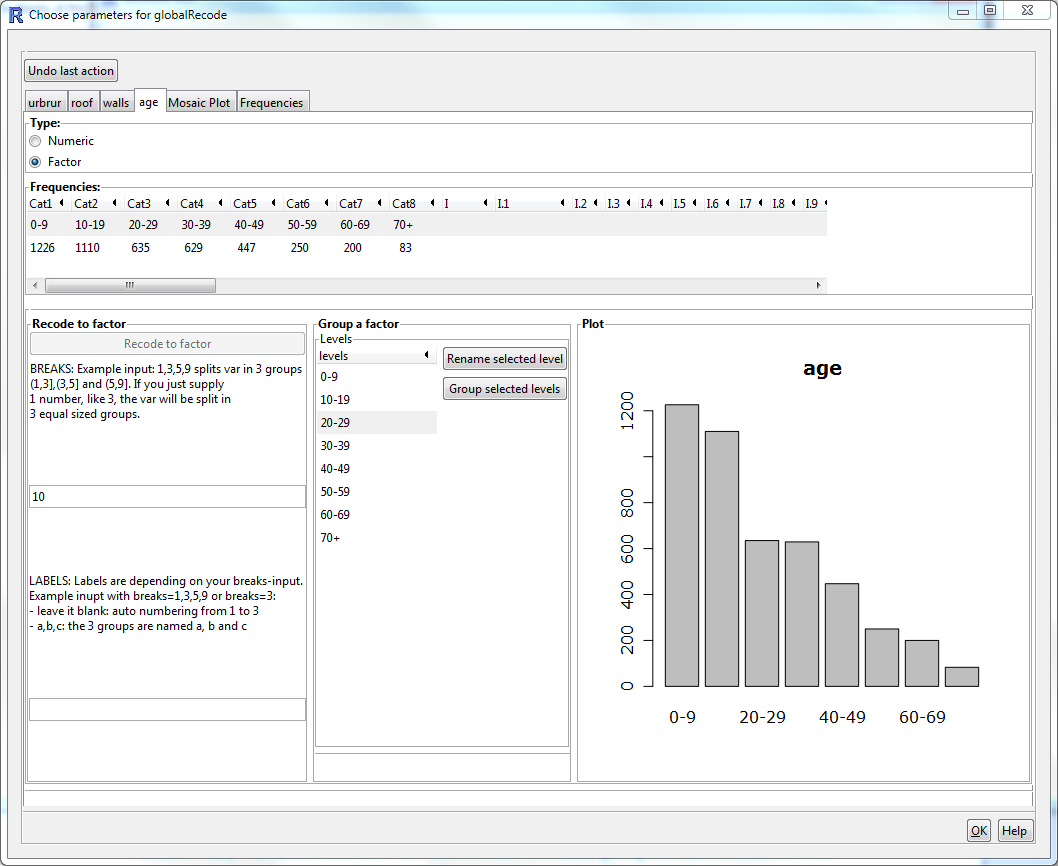 Choose parameters for globalRecode
Undo last action
urbrur roof walls age Mosaic Plot Frequencies
Type:
Numeric
Factor
Frequencies:
Cat1 Cat2 Cat3 Cat4 Cat5 Cat6 Cat7 Cat8 I I.1 I.2 I.3 I.4 I.5 I.6 I.7 I.8 I.9
0-9 10-19 20-29 30-39 40-49 50-59 60-69 70+
1226 1110 635 629 447 250 200 83
Recode to factor
Recode to factor
BREAKS: Example input: 1,3,5,9 splits var in 3 groups
(1,3],(3,5] and (5,9]. If you just supply
1 number, like 3, the var will be split in
3 equal sized groups.
10
LABELS: Labels are depending on your breaks-input.
Example inupt with breaks=1,3,5,9 or breaks=3:
- leave it blank: auto numbering from 1 to 3
- a,b,c: the 3 groups are named a, b and c
Group a factor
Levels
levels
0-9
10-19
20-29
30-39
40-49
50-59
60-69
70+
Rename selected level
Group selected levels
Plot
age
1200
800
600
400
200
0
0-9 20-29 40-49 60-69
OK Help